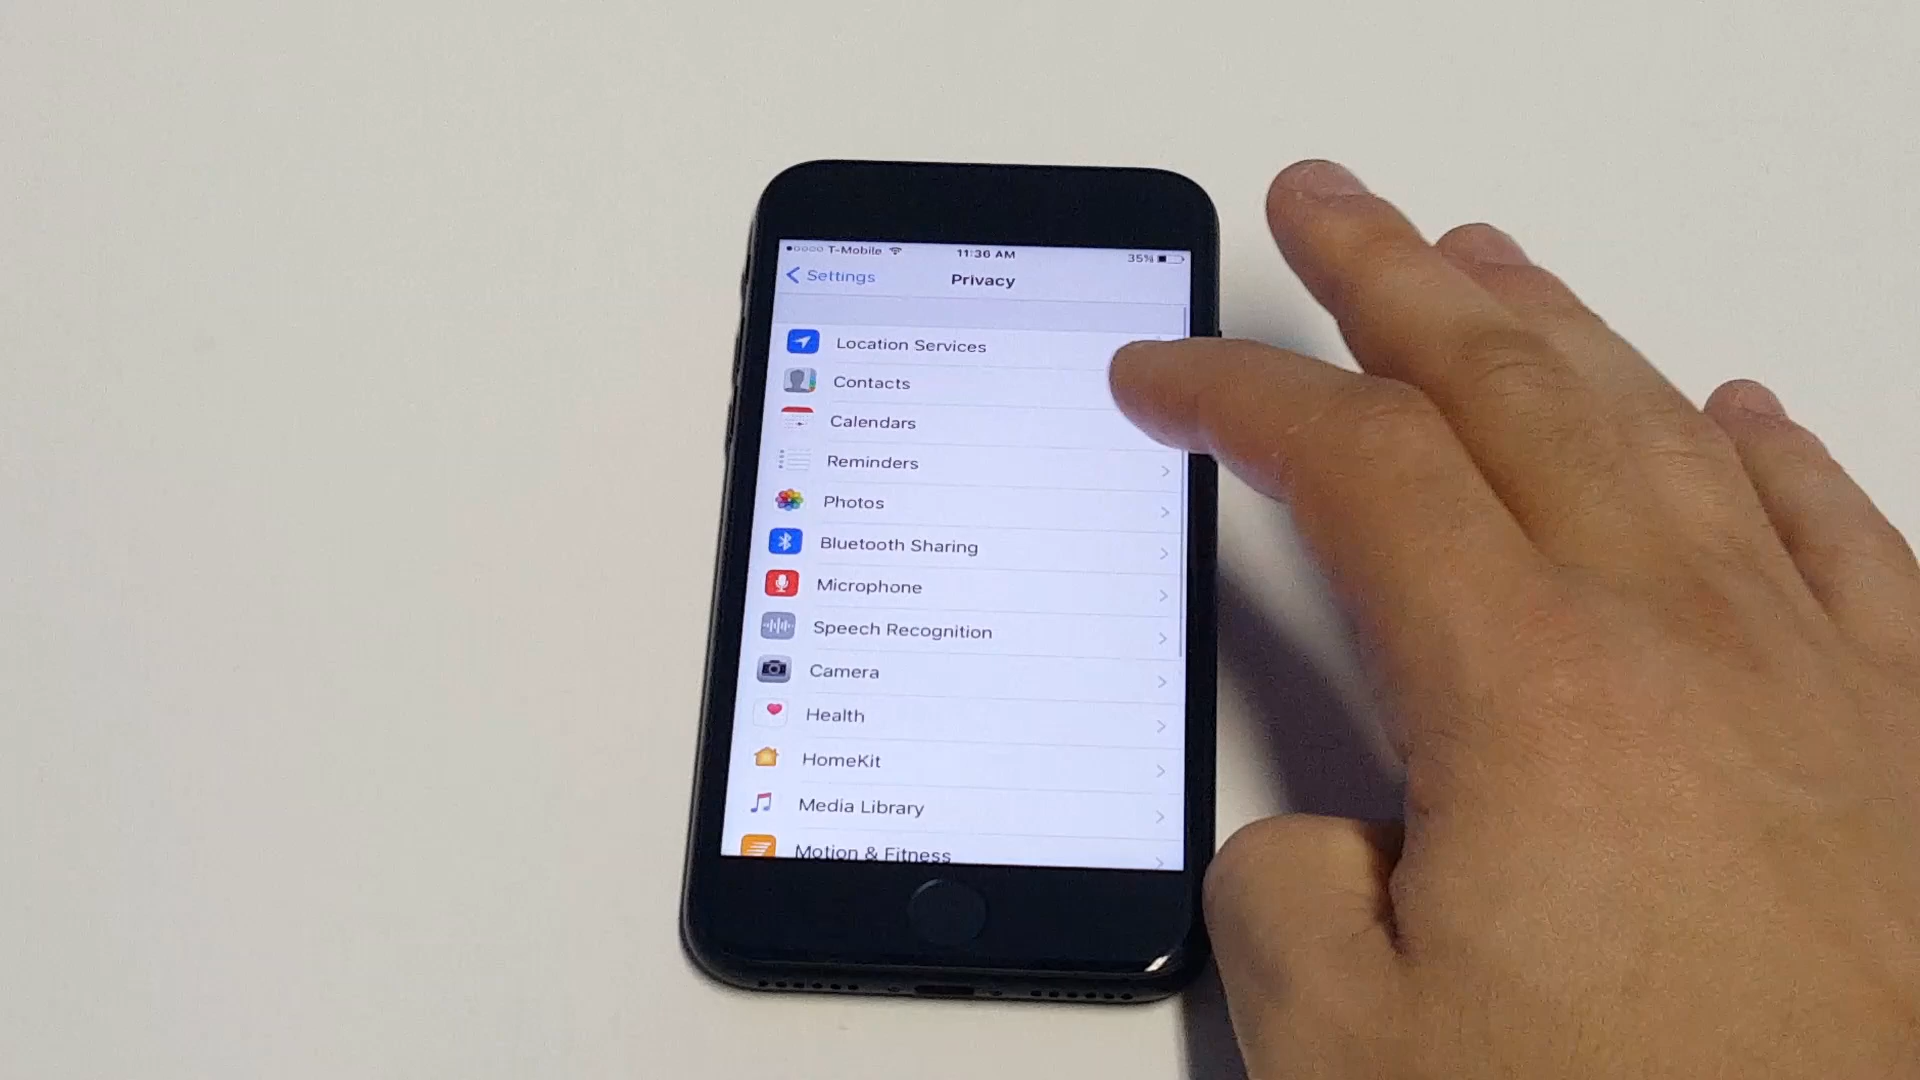 T-Mobile 11:36 AM 35%
Settings Privacy
Location Services
Contacts
Calendars
Reminders
Photos
Bluetooth Sharing
Microphone
Speech Recognition
Camera
Health
HomeKit
Media Library
Motion & Fitness